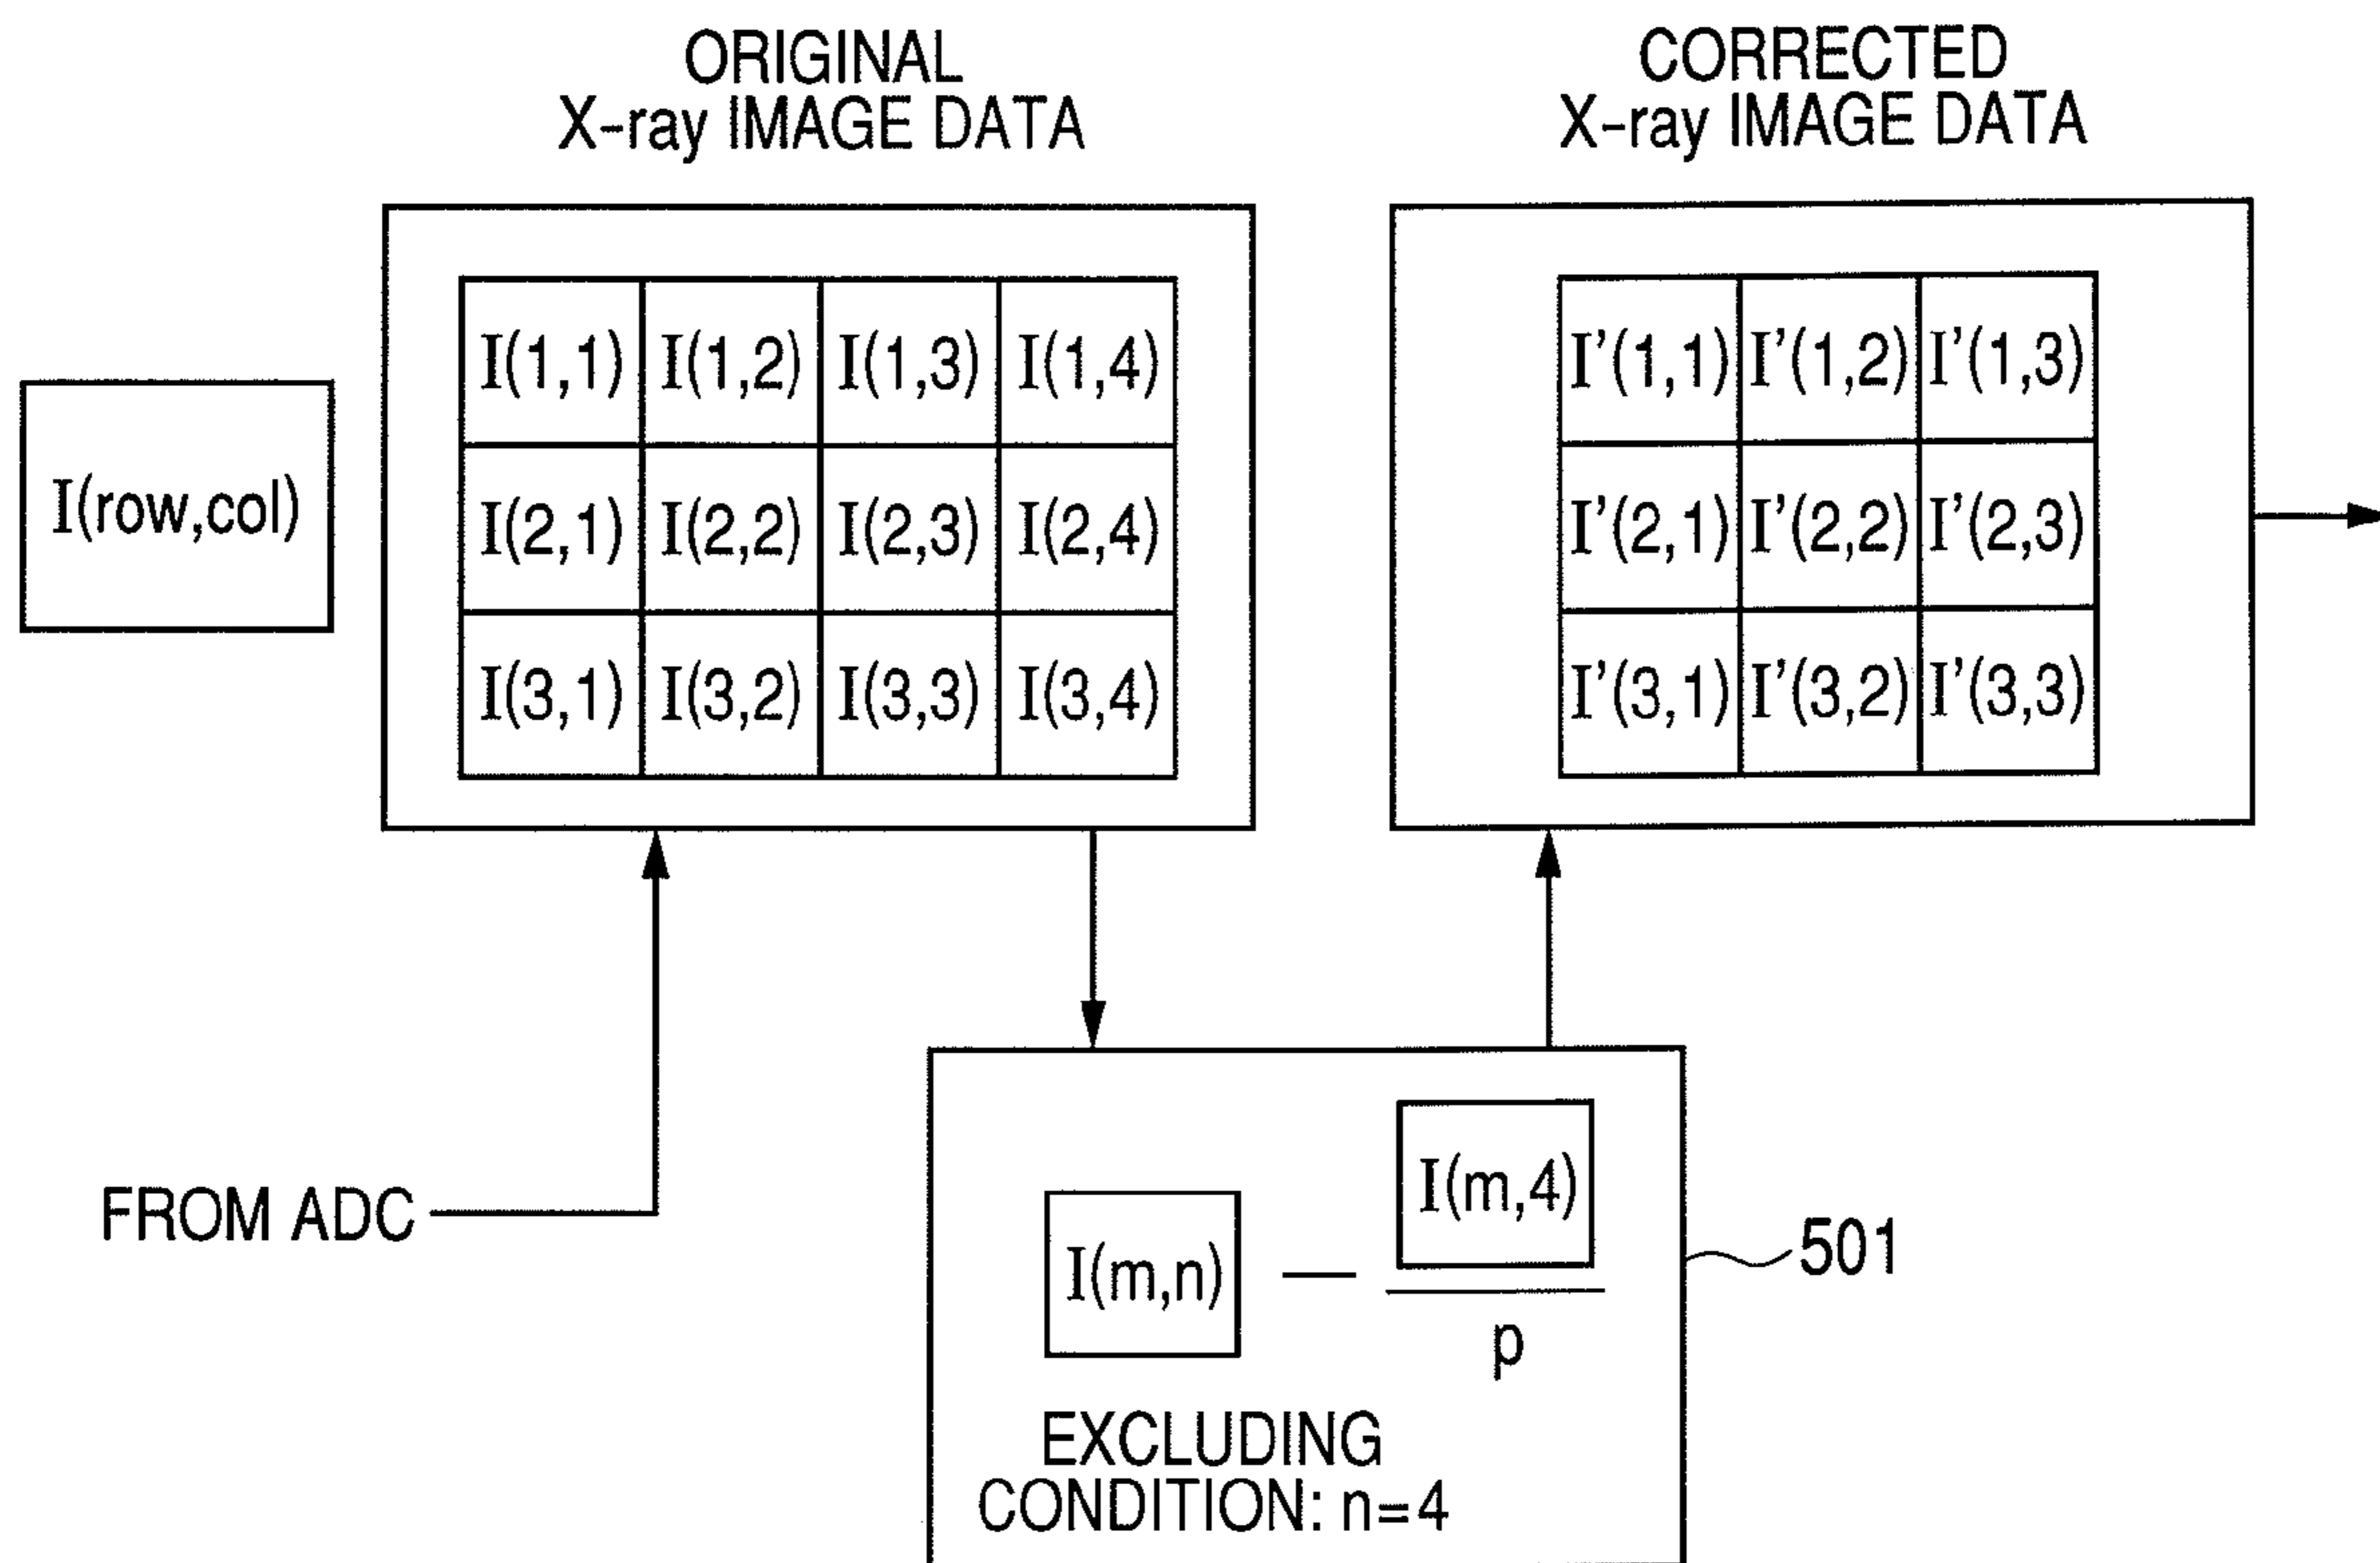 ORIGINAL
X-ray IMAGE DATA
CORRECTED
X-ray IMAGE DATA
I(row,col)
I(1,1) I(1,2) I(1,3) I(1,4)
I(2,1) I(2,2) I(2,3) I(2,4)
I(3,1) I(3,2) I(3,3) I(3,4)
I'(1,1) I'(1,2) I'(1,3)
I'(2,1) I'(2,2) I'(2,3)
I'(3,1) I'(3,2) I'(3,3)
FROM ADC
I(m,n) — I(m,4)
p
EXCLUDING
CONDITION: n=4
501